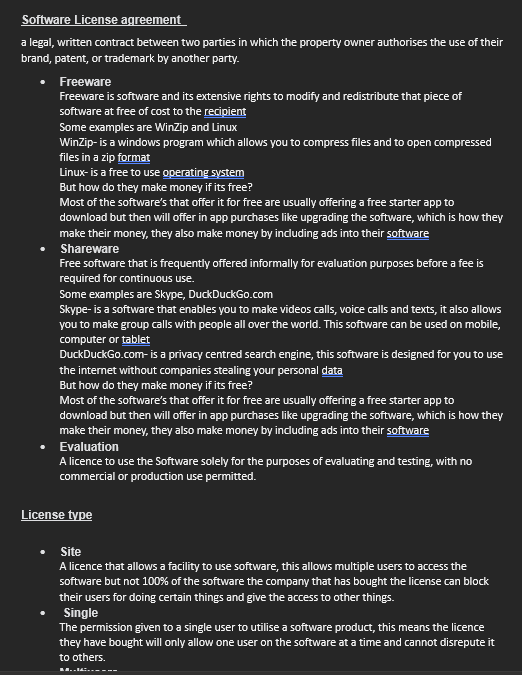 Software License agreement
a legal, written contract between two parties in which the property owner authorises the use of their
brand, patent, or trademark by another party.
• Freeware
Freeware is software and its extensive rights to modify and redistribute that piece of
software at free of cost to the recipient
Some examples are WinZip and Linux
WinZip- is a windows program which allows you to compress files and to open compressed
files in a zip format
Linux- is a free to use operating system
But how do they make money if its free?
Most of the software's that offer it for free are usually offering a free starter app to
download but then will offer in app purchases like upgrading the software, which is how they
make their money, they also make money by including ads into their software
• Shareware
Free software that is frequently offered informally for evaluation purposes before a fee is
required for continuous use.
Some examples are Skype, DuckDuckGo.com
Skype- is a software that enables you to make videos calls, voice calls and texts, it also allows
you to make group calls with people all over the world. This software can be used on mobile,
computer or tablet
DuckDuckGo.com- is a privacy centred search engine, this software is designed for you to use
the internet without companies stealing your personal data
But how do they make money if its free?
Most of the software's that offer it for free are usually offering a free starter app to
download but then will offer in app purchases like upgrading the software, which is how they
make their money, they also make money by including ads into their software
• Evaluation
A licence to use the Software solely for the purposes of evaluating and testing, with no
commercial or production use permitted.
License type
• Site
A licence that allows a facility to use software, this allows multiple users to access the
software but not 100% of the software the company that has bought the license can block
their users for doing certain things and give the access to other things.
• Single
The permission given to a single user to utilise a software product, this means the licence
they have bought will only allow one user on the software at a time and cannot disrepute it
to others.